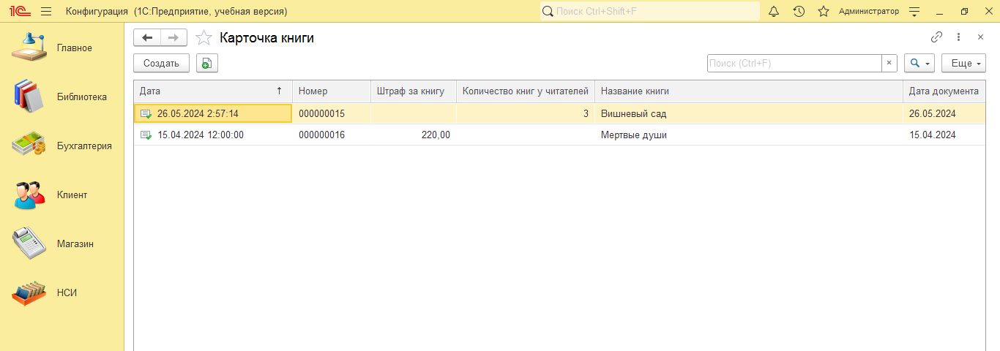 1С Конфигурация (1С:Предприятие, учебная версия) Поиск Ctrl+Shift+F Администратор
Главное
Библиотека
Бухгалтерия
Клиент
Магазин
НСИ
Карточка книги
Создать Поиск (Ctrl+F) × Еще
Дата ↑ Номер Штраф за книгу Количество книг у читателей Название книги Дата документа
26.05.2024 2:57:14 000000015 3 Вишневый сад 26.05.2024
15.04.2024 12:00:00 000000016 220,00 Мертвые души 15.04.2024